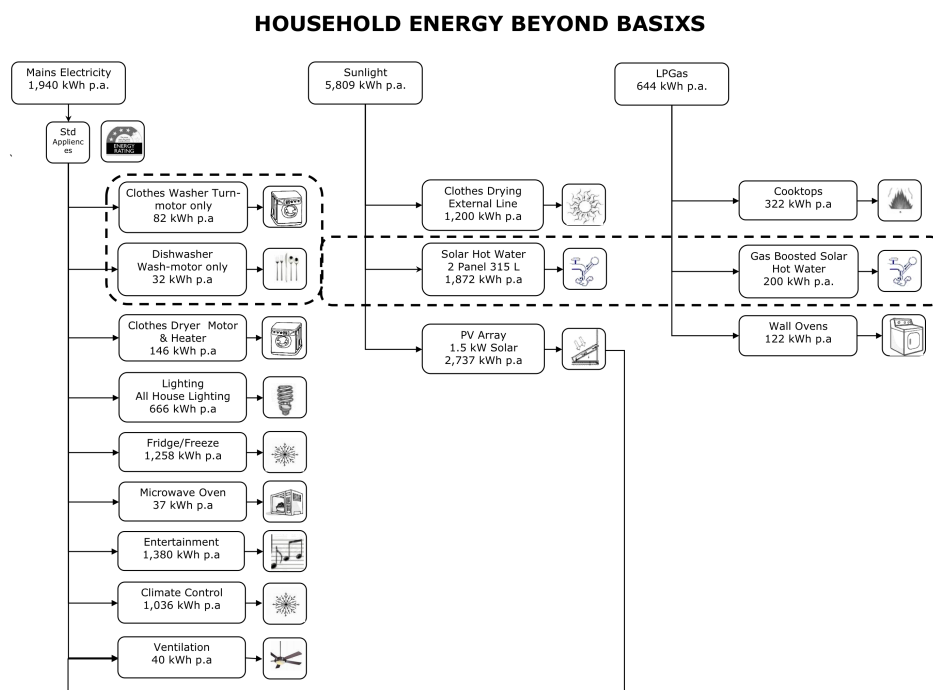 HOUSEHOLD ENERGY BEYOND BASIXS
Mains Electricity
1,940 kWh p.a.
Sunlight
5,809 kWh p.a.
LPGas
644 kWh p.a.
Std
Applienc
es
ENERGY
RATING
Clothes Washer Turn-
motor only
82 kWh p.a
Clothes Drying
External Line
1,200 kWh p.a
Cooktops
322 kWh p.a
Dishwasher
Wash-motor only
32 kWh p.a
Solar Hot Water
2 Panel 315 L
1,872 kWh p.a
Gas Boosted Solar
Hot Water
200 kWh p.a.
Clothes Dryer Motor
& Heater
146 kWh p.a
PV Array
1.5 kW Solar
2,737 kWh p.a
Wall Ovens
122 kWh p.a
Lighting
All House Lighting
666 kWh p.a
Fridge/Freeze
1,258 kWh p.a
Microwave Oven
37 kWh p.a
Entertainment
1,380 kWh p.a
Climate Control
1,036 kWh p.a
Ventilation
40 kWh p.a